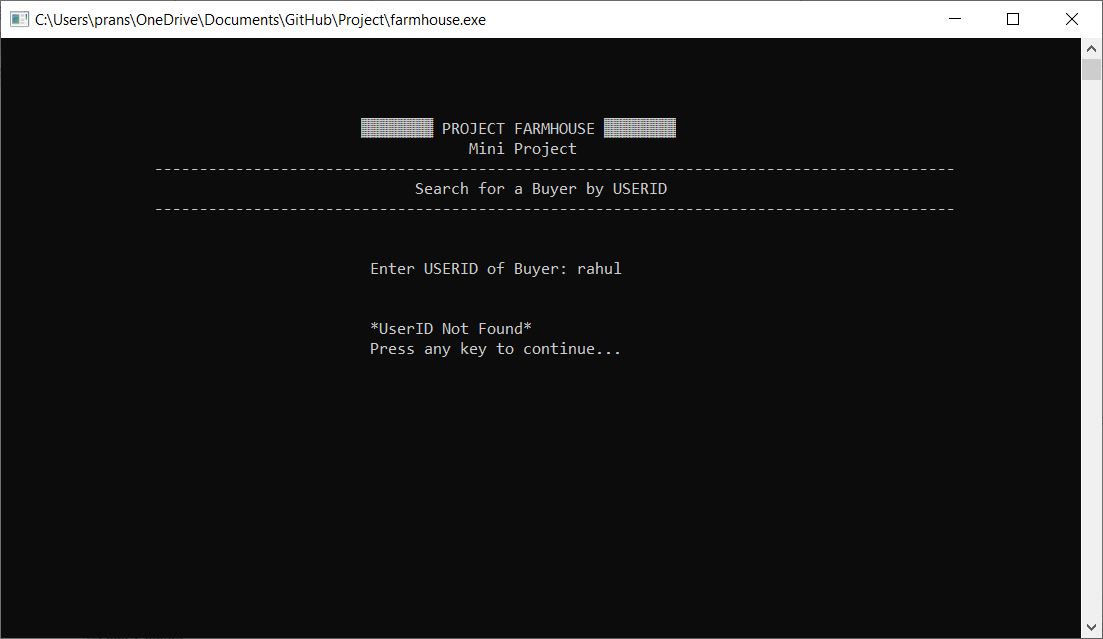 C:\Users\prans\OneDrive\Documents\GitHub\Project\farmhouse.exe
▓▓▓▓▓▓▓▓ PROJECT FARMHOUSE ▓▓▓▓▓▓▓▓
Mini Project
-----------------------------------------------------------------------------------------
Search for a Buyer by USERID
-----------------------------------------------------------------------------------------
Enter USERID of Buyer: rahul
*UserID Not Found*
Press any key to continue...